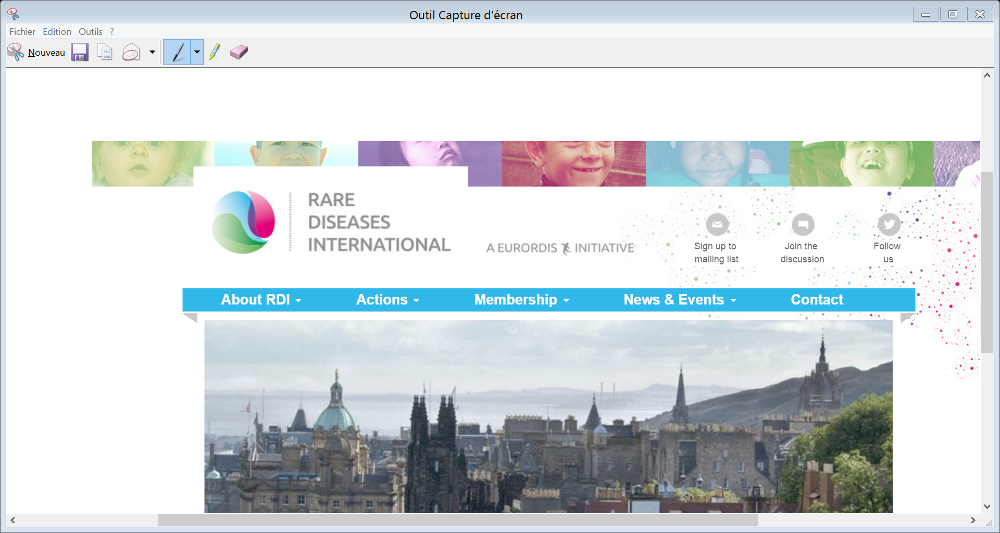 Outil Capture d’écran
Fichier Edition Outils ?
Nouveau
RARE
DISEASES
INTERNATIONAL
A EURORDIS INITIATIVE
Sign up to
mailing list
Join the
discussion
Follow
us
About RDI
Actions
Membership
News & Events
Contact